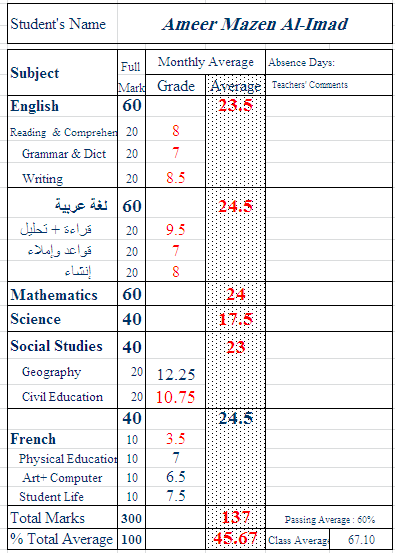 Student's Name Ameer Mazen Al-Imad
Subject Full Mark Monthly Average Absence Days:
Grade Average Teachers' Comments
English 60 23.5
Reading & Comprehen 20 8
Grammar & Dict 20 7
Writing 20 8.5
لغة عربية 60 24.5
قراءة + تحليل 20 9.5
قواعد وإملاء 20 7
إنشاء 20 8
Mathematics 60 24
Science 40 17.5
Social Studies 40 23
Geography 20 12.25
Civil Education 20 10.75
40 24.5
French 10 3.5
Physical Education 10 7
Art+ Computer 10 6.5
Student Life 10 7.5
Total Marks 300 137 Passing Average : 60%
% Total Average 100 45.67 Class Average 67.10